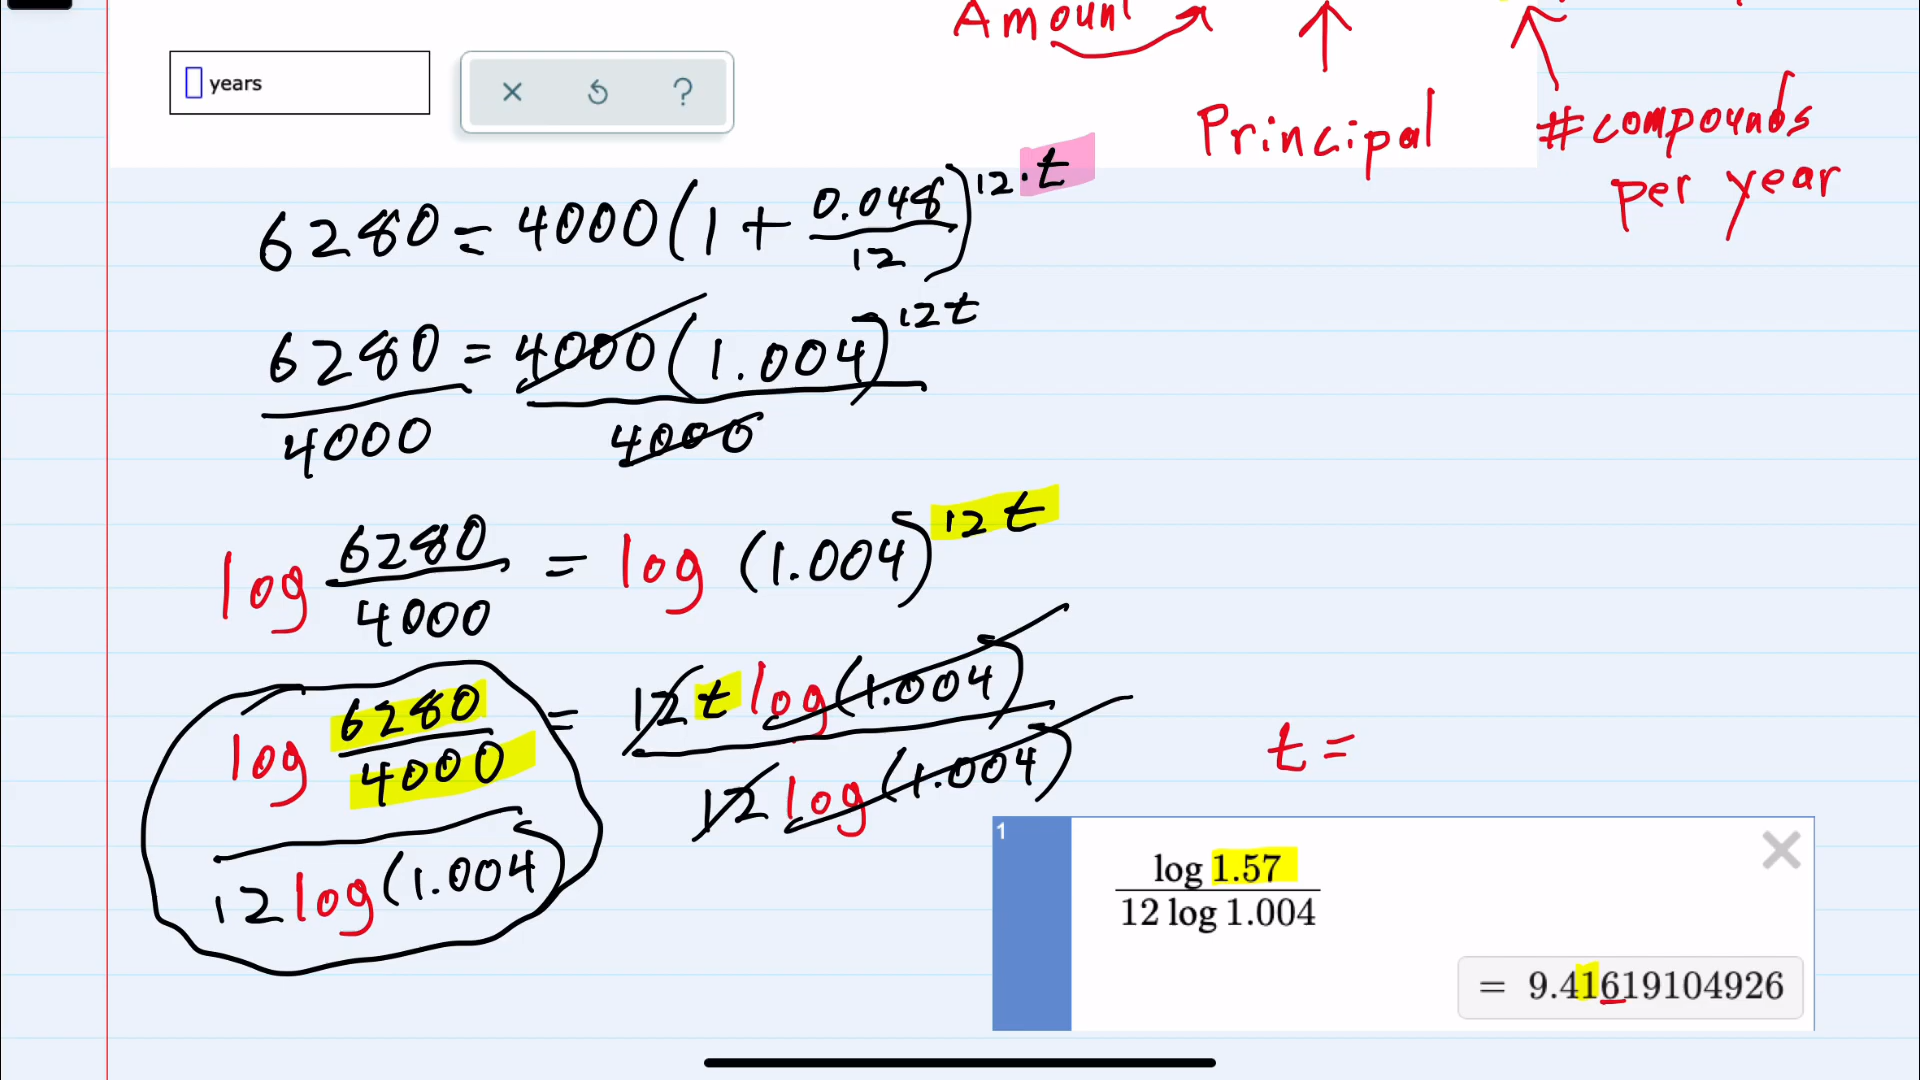 Amount
years
Principal
#compounds
per year
6280 = 4000(1 + 0.048/12)^12·t
6280/4000 = 4000(1.004)^12t/4000
log 6280/4000 = log (1.004)^12t
log 6280/4000 / 12 log(1.004) = 12 t log(1.004) / 12 log(1.004)
t =
1
log 1.57 / 12 log 1.004
= 9.41619104926